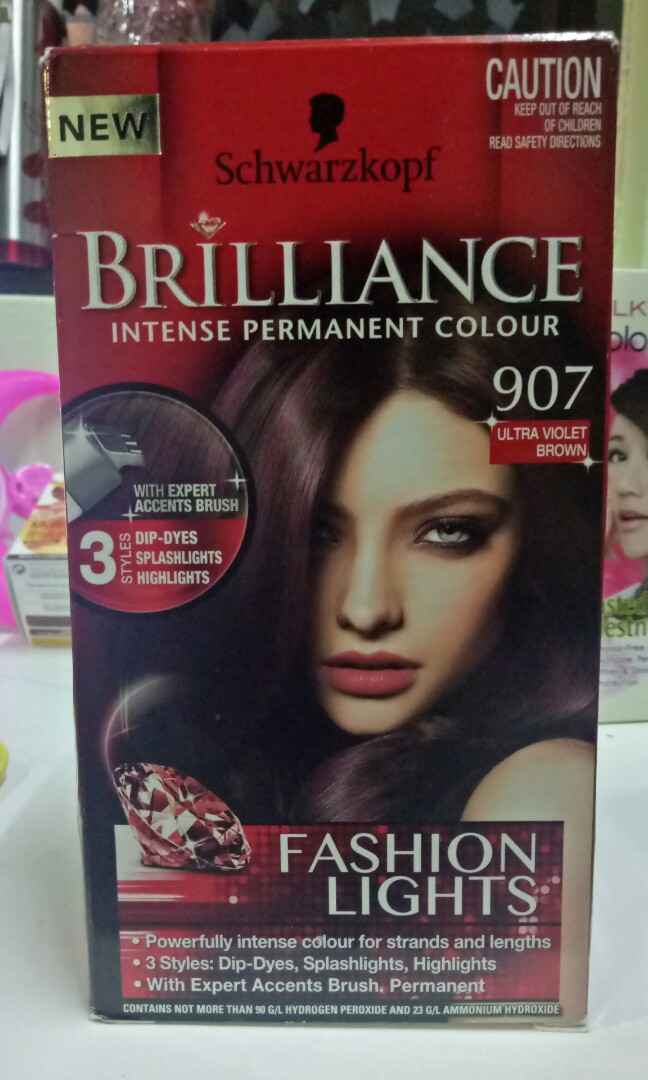 NEW
Schwarzkopf
CAUTION
KEEP OUT OF REACH
OF CHILDREN
READ SAFETY DIRECTIONS
BRILLIANCE
INTENSE PERMANENT COLOUR
907
ULTRA VIOLET
BROWN
WITH EXPERT
ACCENTS BRUSH
3 STYLES
DIP-DYES
SPLASHLIGHTS
HIGHLIGHTS
FASHION
LIGHTS
• Powerfully intense colour for strands and lengths
• 3 Styles: Dip-Dyes, Splashlights, Highlights
• With Expert Accents Brush. Permanent
CONTAINS NOT MORE THAN 90 G/L HYDROGEN PEROXIDE AND 23 G/L AMMONIUM HYDROXIDE